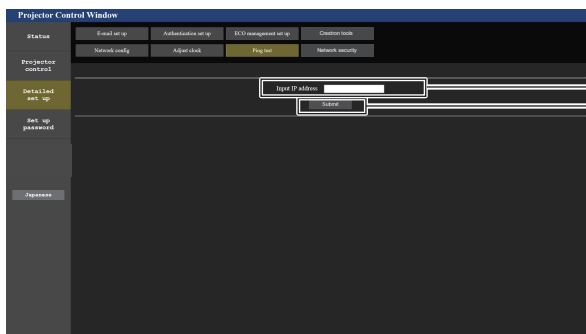 Projector Control Window
Status
E-mail set up
Authentication set up
ECO management set up
Crestron tools
Network config
Adjust clock
Ping test
Network security
Projector
control
Detailed
set up
Set up
password
Japanese
Input IP address
Submit